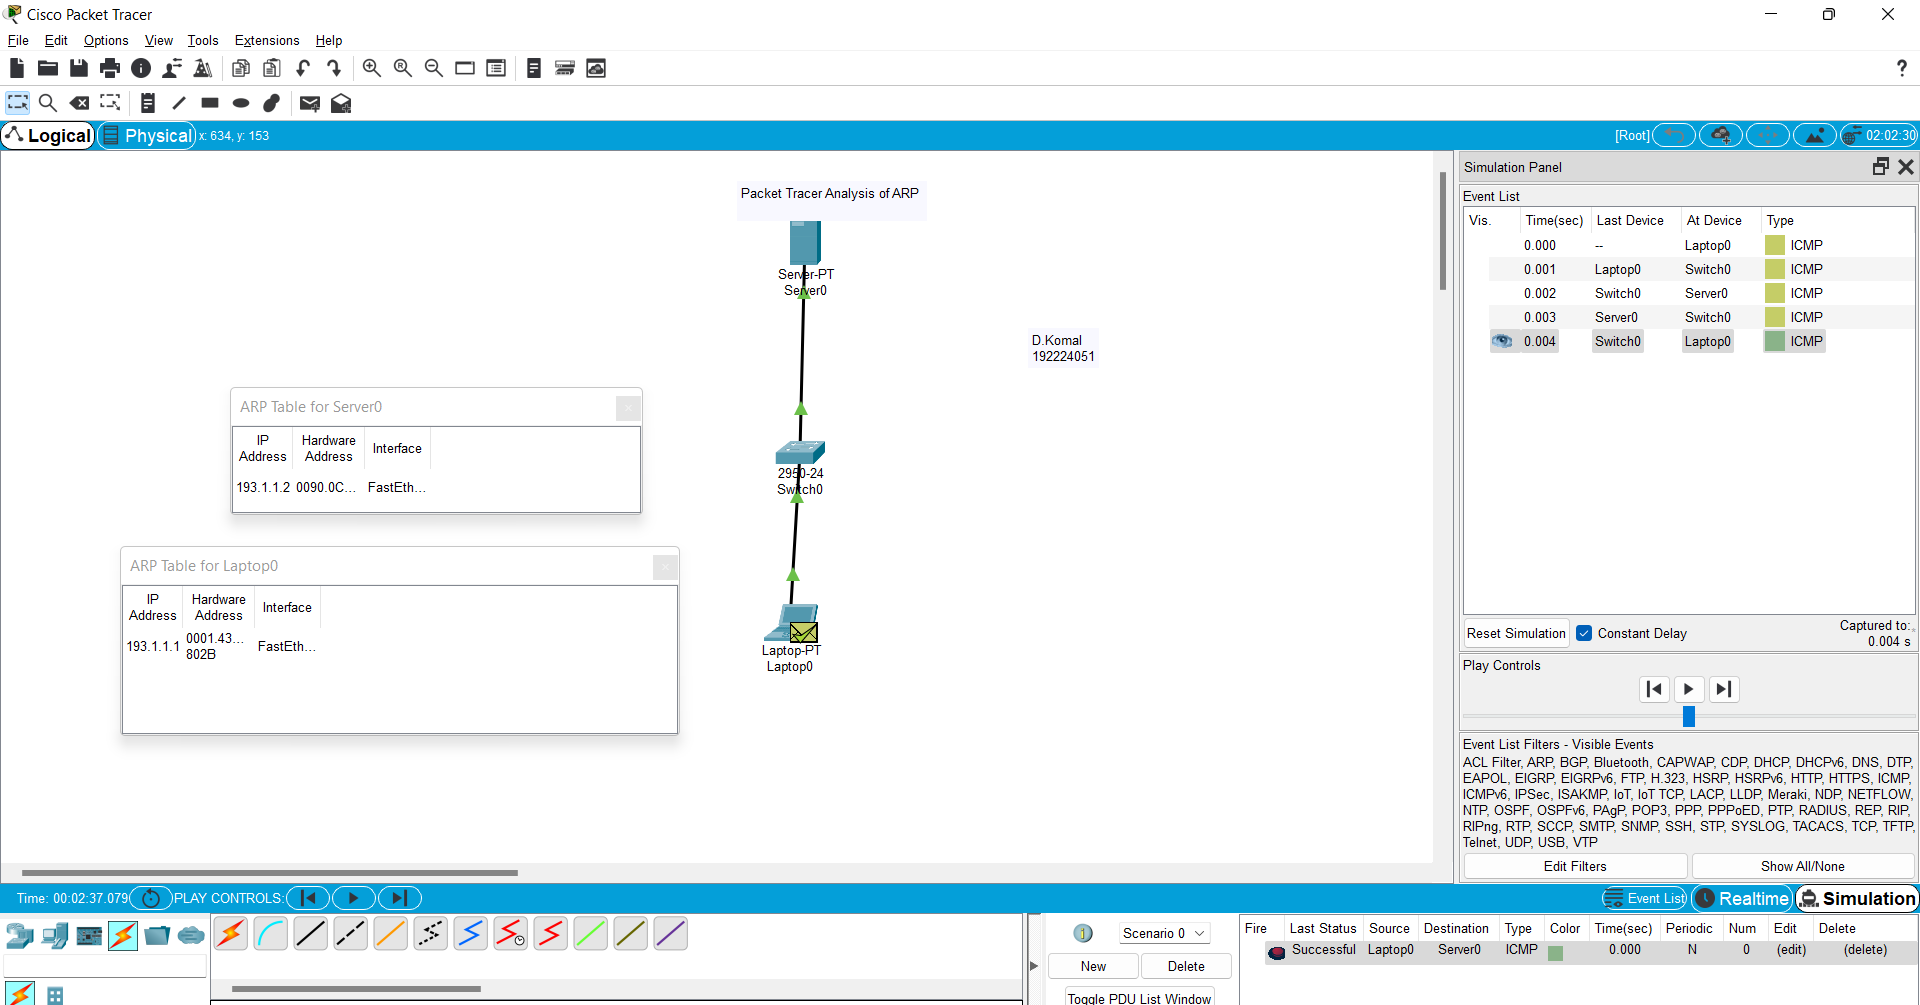 Cisco Packet Tracer
File Edit Options View Tools Extensions Help
Logical Physical x: 634, y: 153
[Root] 02:02:30
Packet Tracer Analysis of ARP
Server-PT
Server0
D.Komal
192224051
ARP Table for Server0
IP Address Hardware Address Interface
193.1.1.2 0090.0C... FastEth...
2950-24
Switch0
ARP Table for Laptop0
IP Address Hardware Address Interface
193.1.1.1 0001.43... 802B FastEth...
Laptop-PT
Laptop0
Simulation Panel
Event List
Vis. Time(sec) Last Device At Device Type
0.000 -- Laptop0 ICMP
0.001 Laptop0 Switch0 ICMP
0.002 Switch0 Server0 ICMP
0.003 Server0 Switch0 ICMP
0.004 Switch0 Laptop0 ICMP
Reset Simulation Constant Delay Captured to:
0.004 s
Play Controls
Event List Filters - Visible Events
ACL Filter, ARP, BGP, Bluetooth, CAPWAP, CDP, DHCP, DHCPv6, DNS, DTP,
EAPOL, EIGRP, EIGRPv6, FTP, H.323, HSRP, HSRPv6, HTTP, HTTPS, ICMP,
ICMPv6, IPSec, ISAKMP, IoT, IoT TCP, LACP, LLDP, Meraki, NDP, NETFLOW,
NTP, OSPF, OSPFv6, PAgP, POP3, PPP, PPPoED, PTP, RADIUS, REP, RIP,
RIPng, RTP, SCCP, SMTP, SNMP, SSH, STP, SYSLOG, TACACS, TCP, TFTP,
Telnet, UDP, USB, VTP
Edit Filters Show All/None
Time: 00:02:37.079 PLAY CONTROLS:
Event List Realtime Simulation
Scenario 0
New Delete
Toggle PDU List Window
Fire Last Status Source Destination Type Color Time(sec) Periodic Num Edit Delete
Successful Laptop0 Server0 ICMP 0.000 N 0 (edit) (delete)